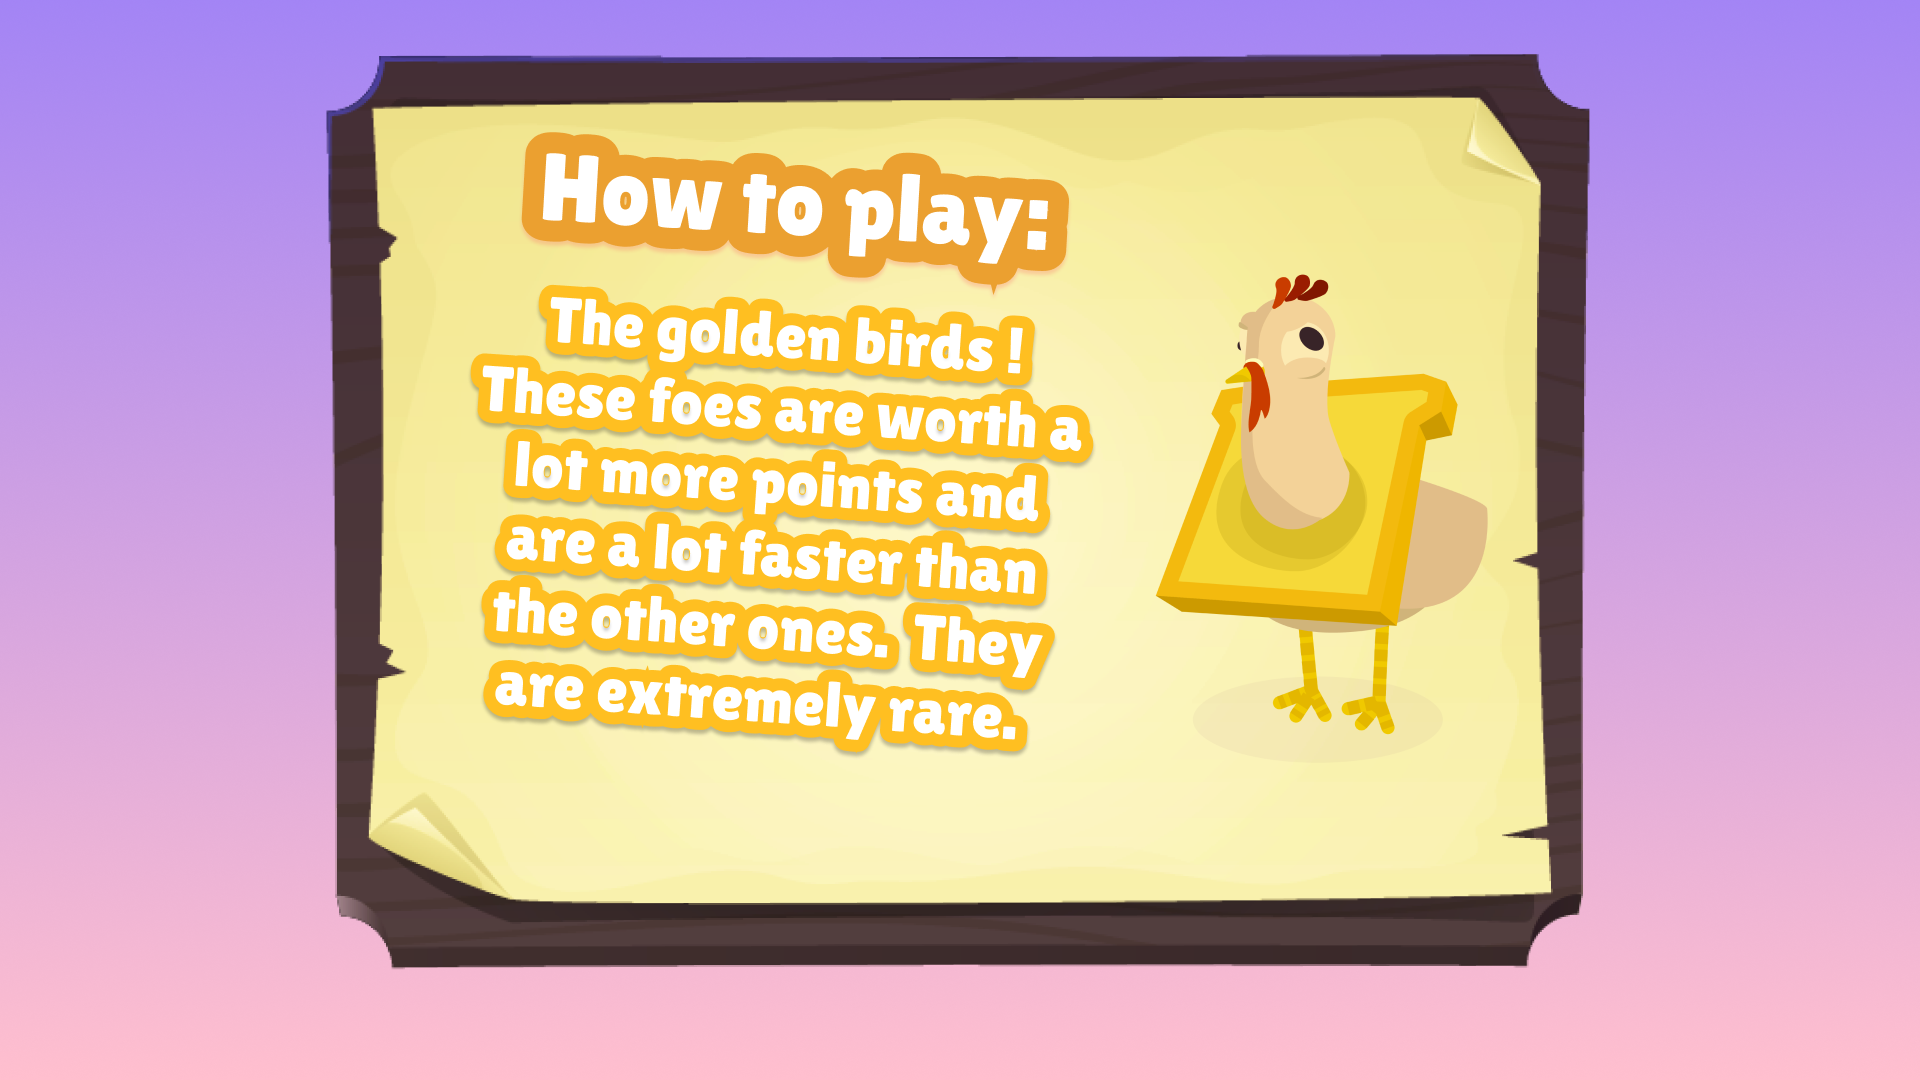 How to play:
The golden birds !
These foes are worth a
lot more points and
are a lot faster than
the other ones. They
are extremely rare.